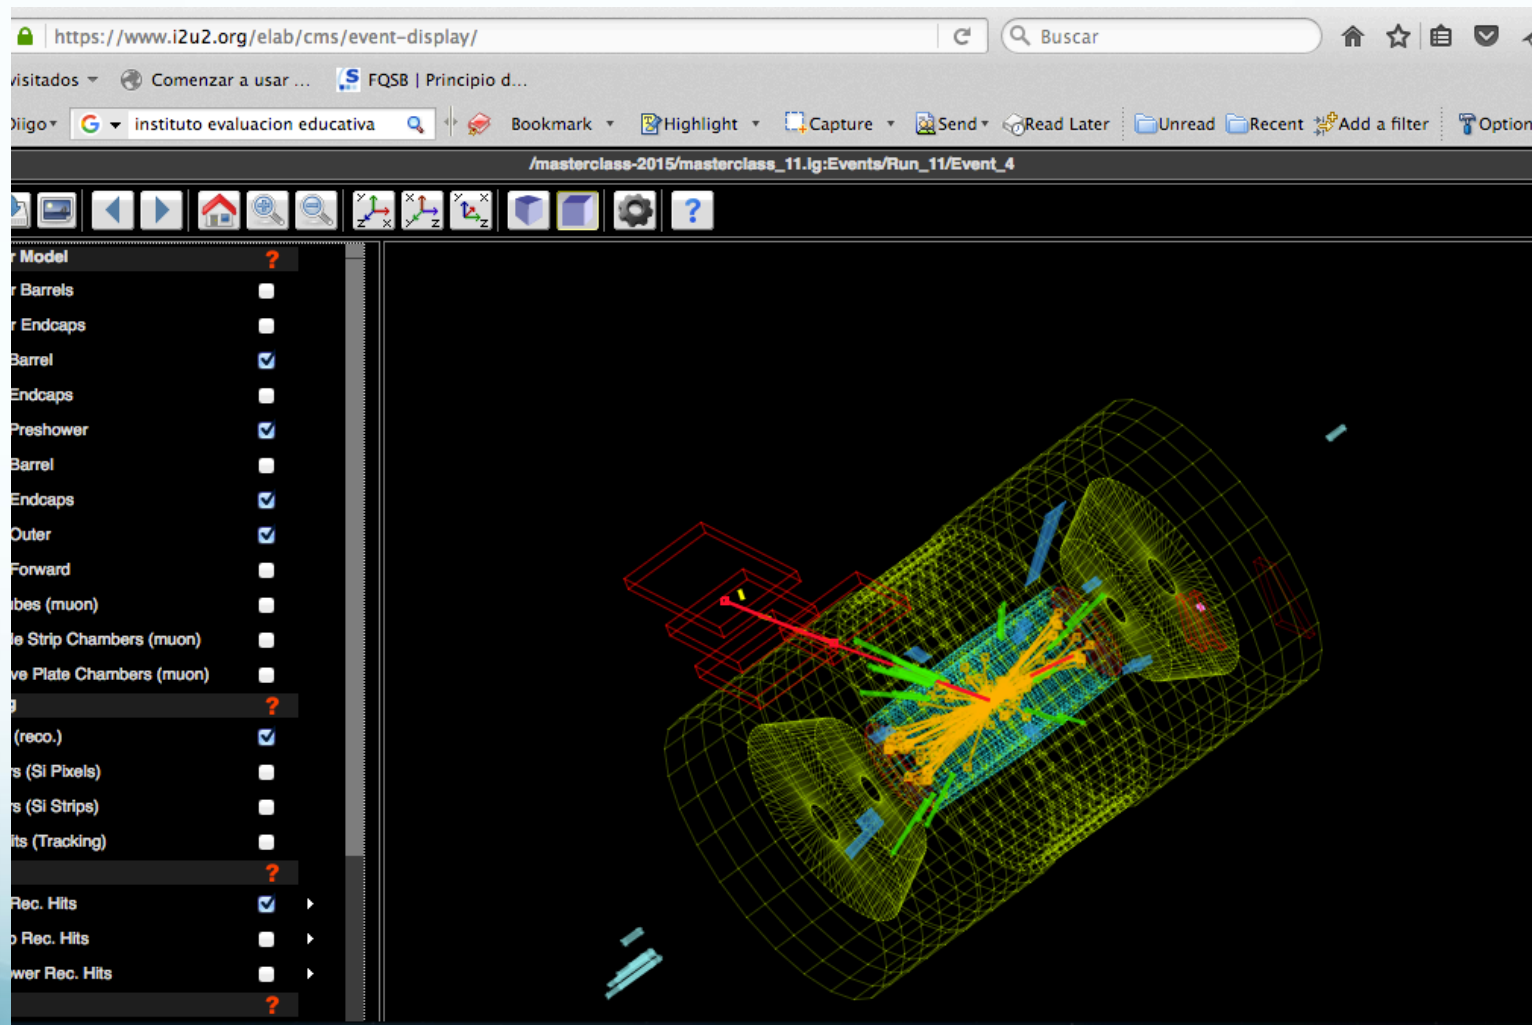 https://www.i2u2.org/elab/cms/event-display/
Buscar
visitados
Comenzar a usar ...
FQSB | Principio d...
Diigo
instituto evaluacion educativa
Bookmark
Highlight
Capture
Send
Read Later
Unread
Recent
Add a filter
Option
/masterclass-2015/masterclass_11.ig:Events/Run_11/Event_4
r Model
?
r Barrels
r Endcaps
Barrel
Endcaps
Preshower
Barrel
Endcaps
Outer
Forward
bes (muon)
le Strip Chambers (muon)
ve Plate Chambers (muon)
?
(reco.)
s (Si Pixels)
s (Si Strips)
its (Tracking)
?
Rec. Hits
Rec. Hits
wer Rec. Hits
?